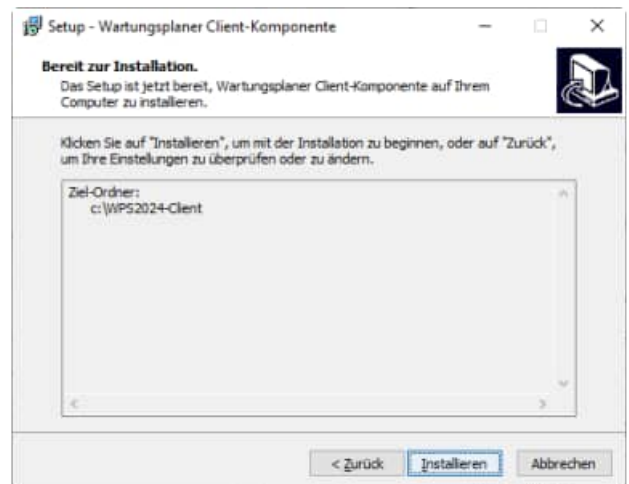 Setup - Wartungsplaner Client-Komponente
Bereit zur Installation.
Das Setup ist jetzt bereit, Wartungsplaner Client-Komponente auf Ihrem
Computer zu installieren.
Klicken Sie auf "Installieren", um mit der Installation zu beginnen, oder auf "Zurück",
um Ihre Einstellungen zu überprüfen oder zu ändern.
Ziel-Ordner:
c:\WPS2024-Client
< Zurück Installieren Abbrechen